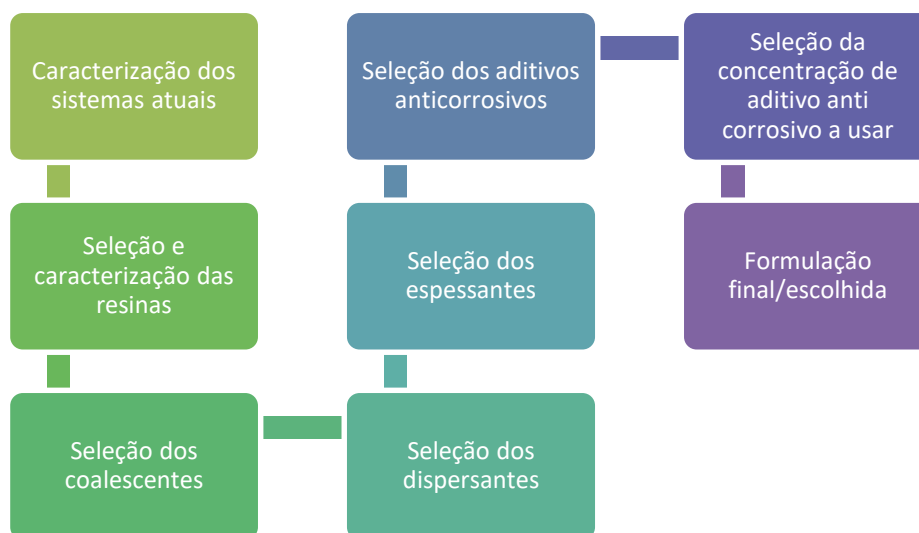 Caracterização dos
sistemas atuais
Seleção e
caracterização das
resinas
Seleção dos
coalescentes
Seleção dos
dispersantes
Seleção dos
espessantes
Seleção dos aditivos
anticorrosivos
Seleção da
concentração de
aditivo anti
corrosivo a usar
Formulação
final/escolhida